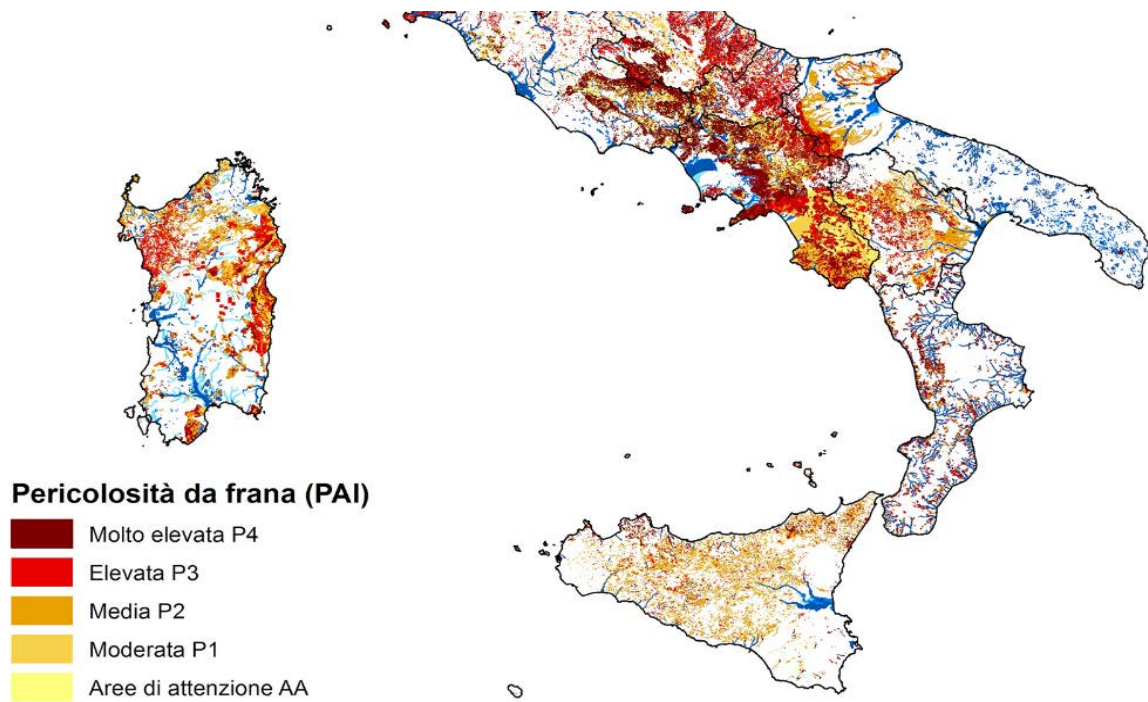 Pericolosità da frana (PAI)
Molto elevata P4
Elevata P3
Media P2
Moderata P1
Aree di attenzione AA